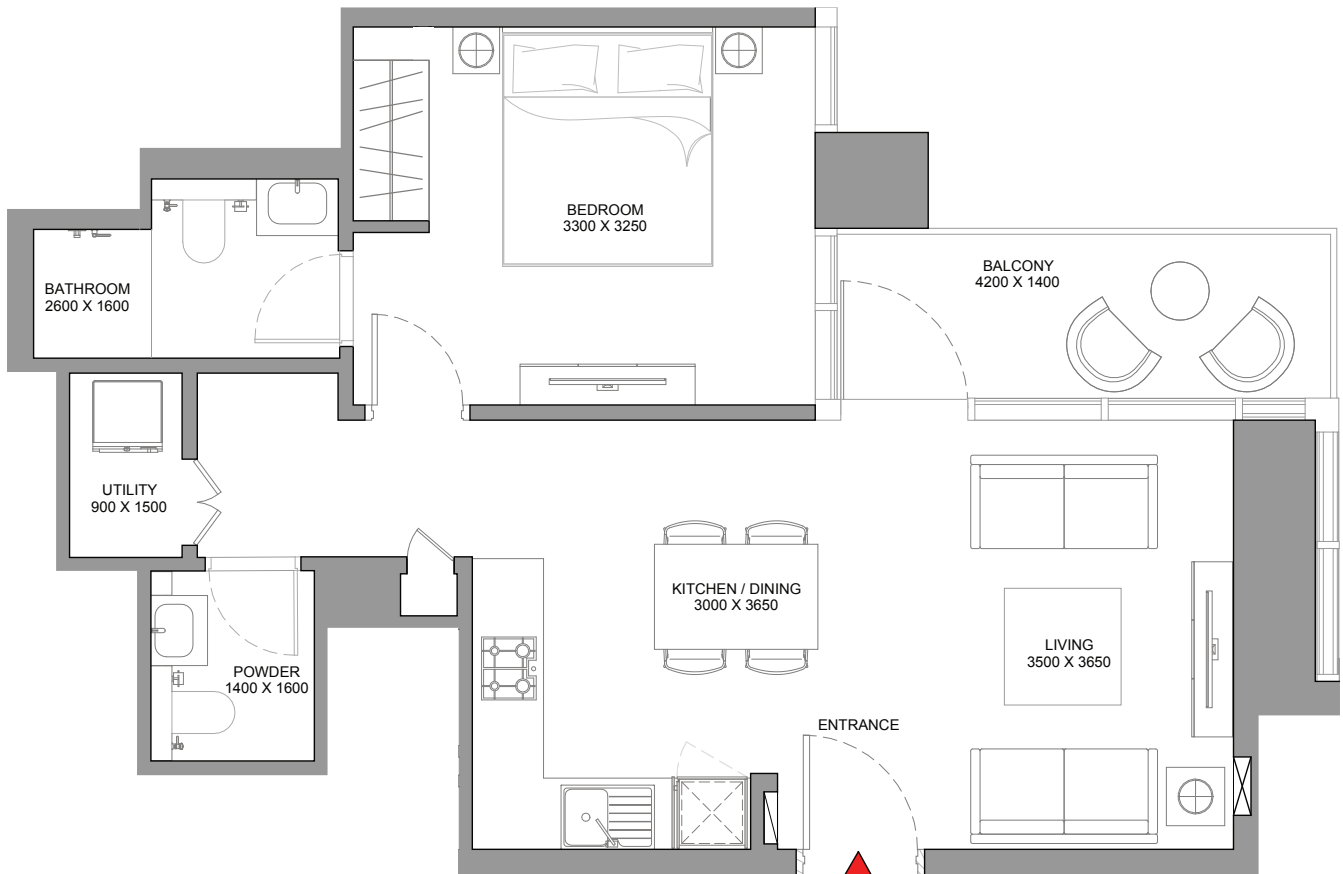 BEDROOM
3300 X 3250
BALCONY
4200 X 1400
BATHROOM
2600 X 1600
UTILITY
900 X 1500
KITCHEN / DINING
3000 X 3650
LIVING
3500 X 3650
POWDER
1400 X 1600
ENTRANCE